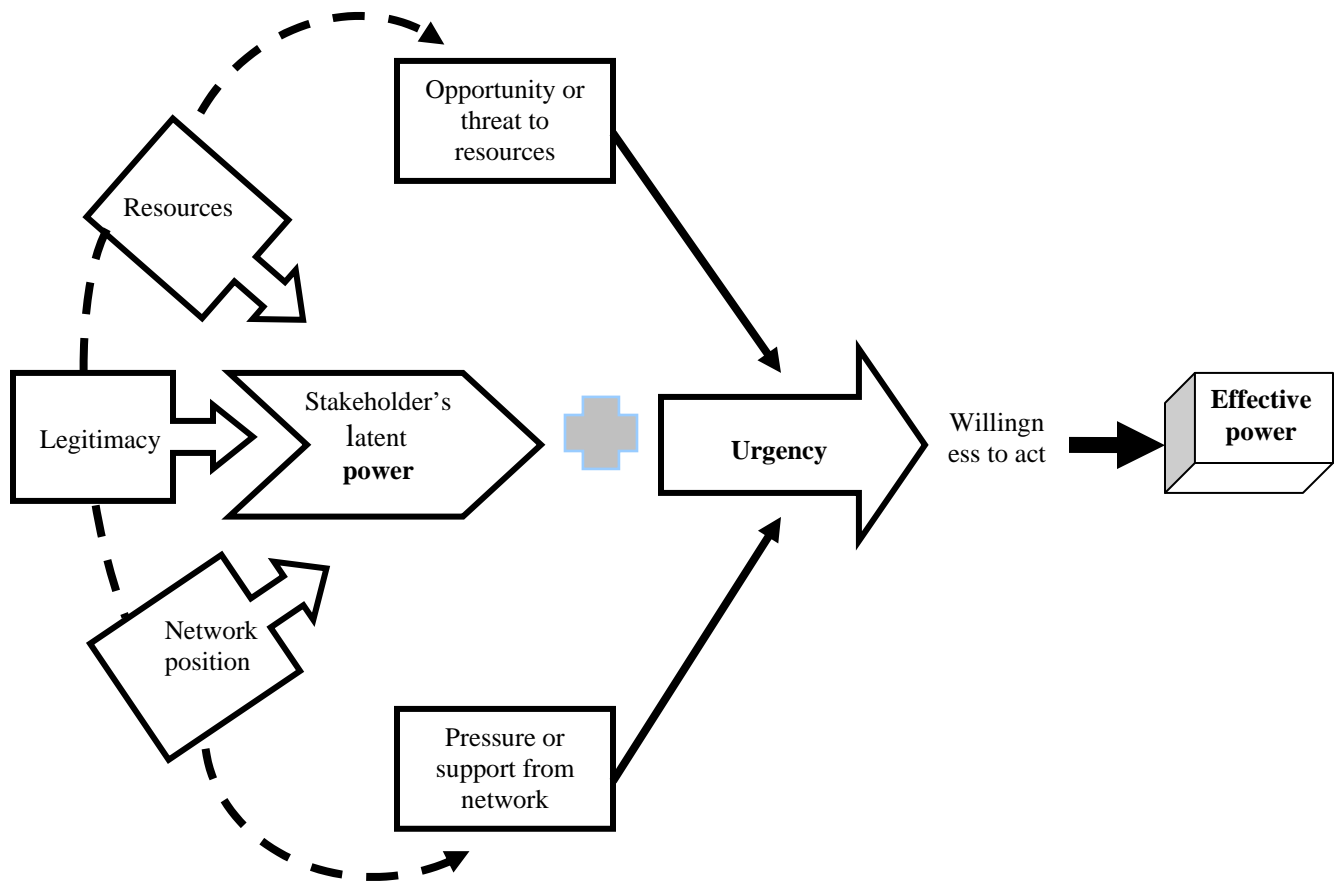 Opportunity or
threat to
resources
Resources
Legitimacy
Stakeholder’s
latent
power
Urgency
Willingn
ess to act
Effective
power
Network
position
Pressure or
support from
network